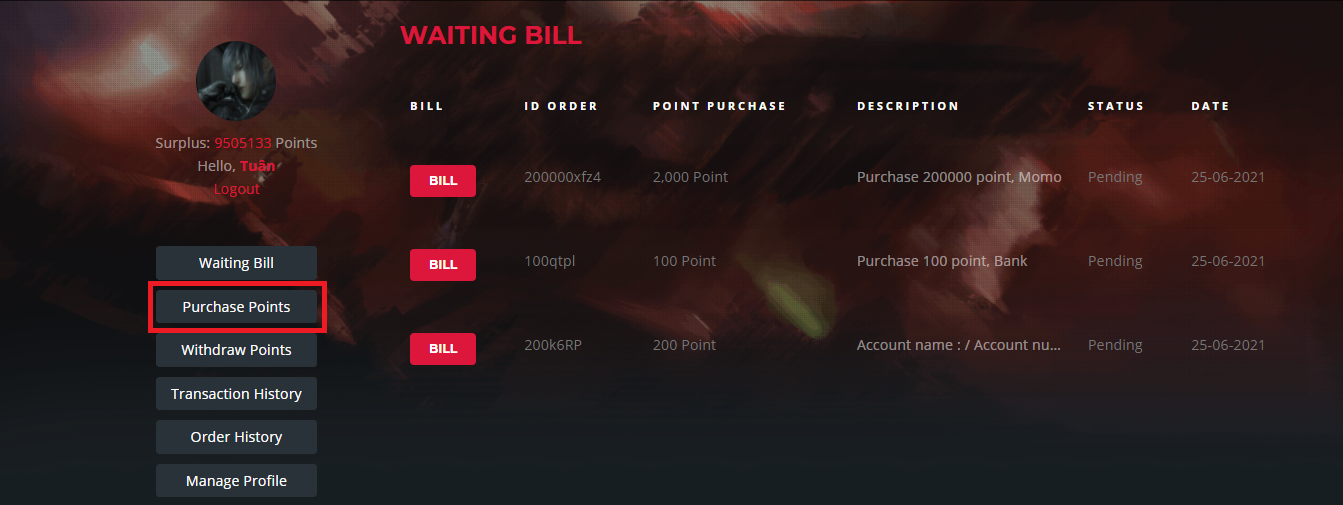 WAITING BILL
Surplus: 9505133 Points
Hello, Tuân
Logout
Waiting Bill
Purchase Points
Withdraw Points
Transaction History
Order History
Manage Profile
BILL ID ORDER POINT PURCHASE DESCRIPTION STATUS DATE
BILL 200000xfz4 2,000 Point Purchase 200000 point, Momo Pending 25-06-2021
BILL 100qtpl 100 Point Purchase 100 point, Bank Pending 25-06-2021
BILL 200k6RP 200 Point Account name : / Account nu... Pending 25-06-2021